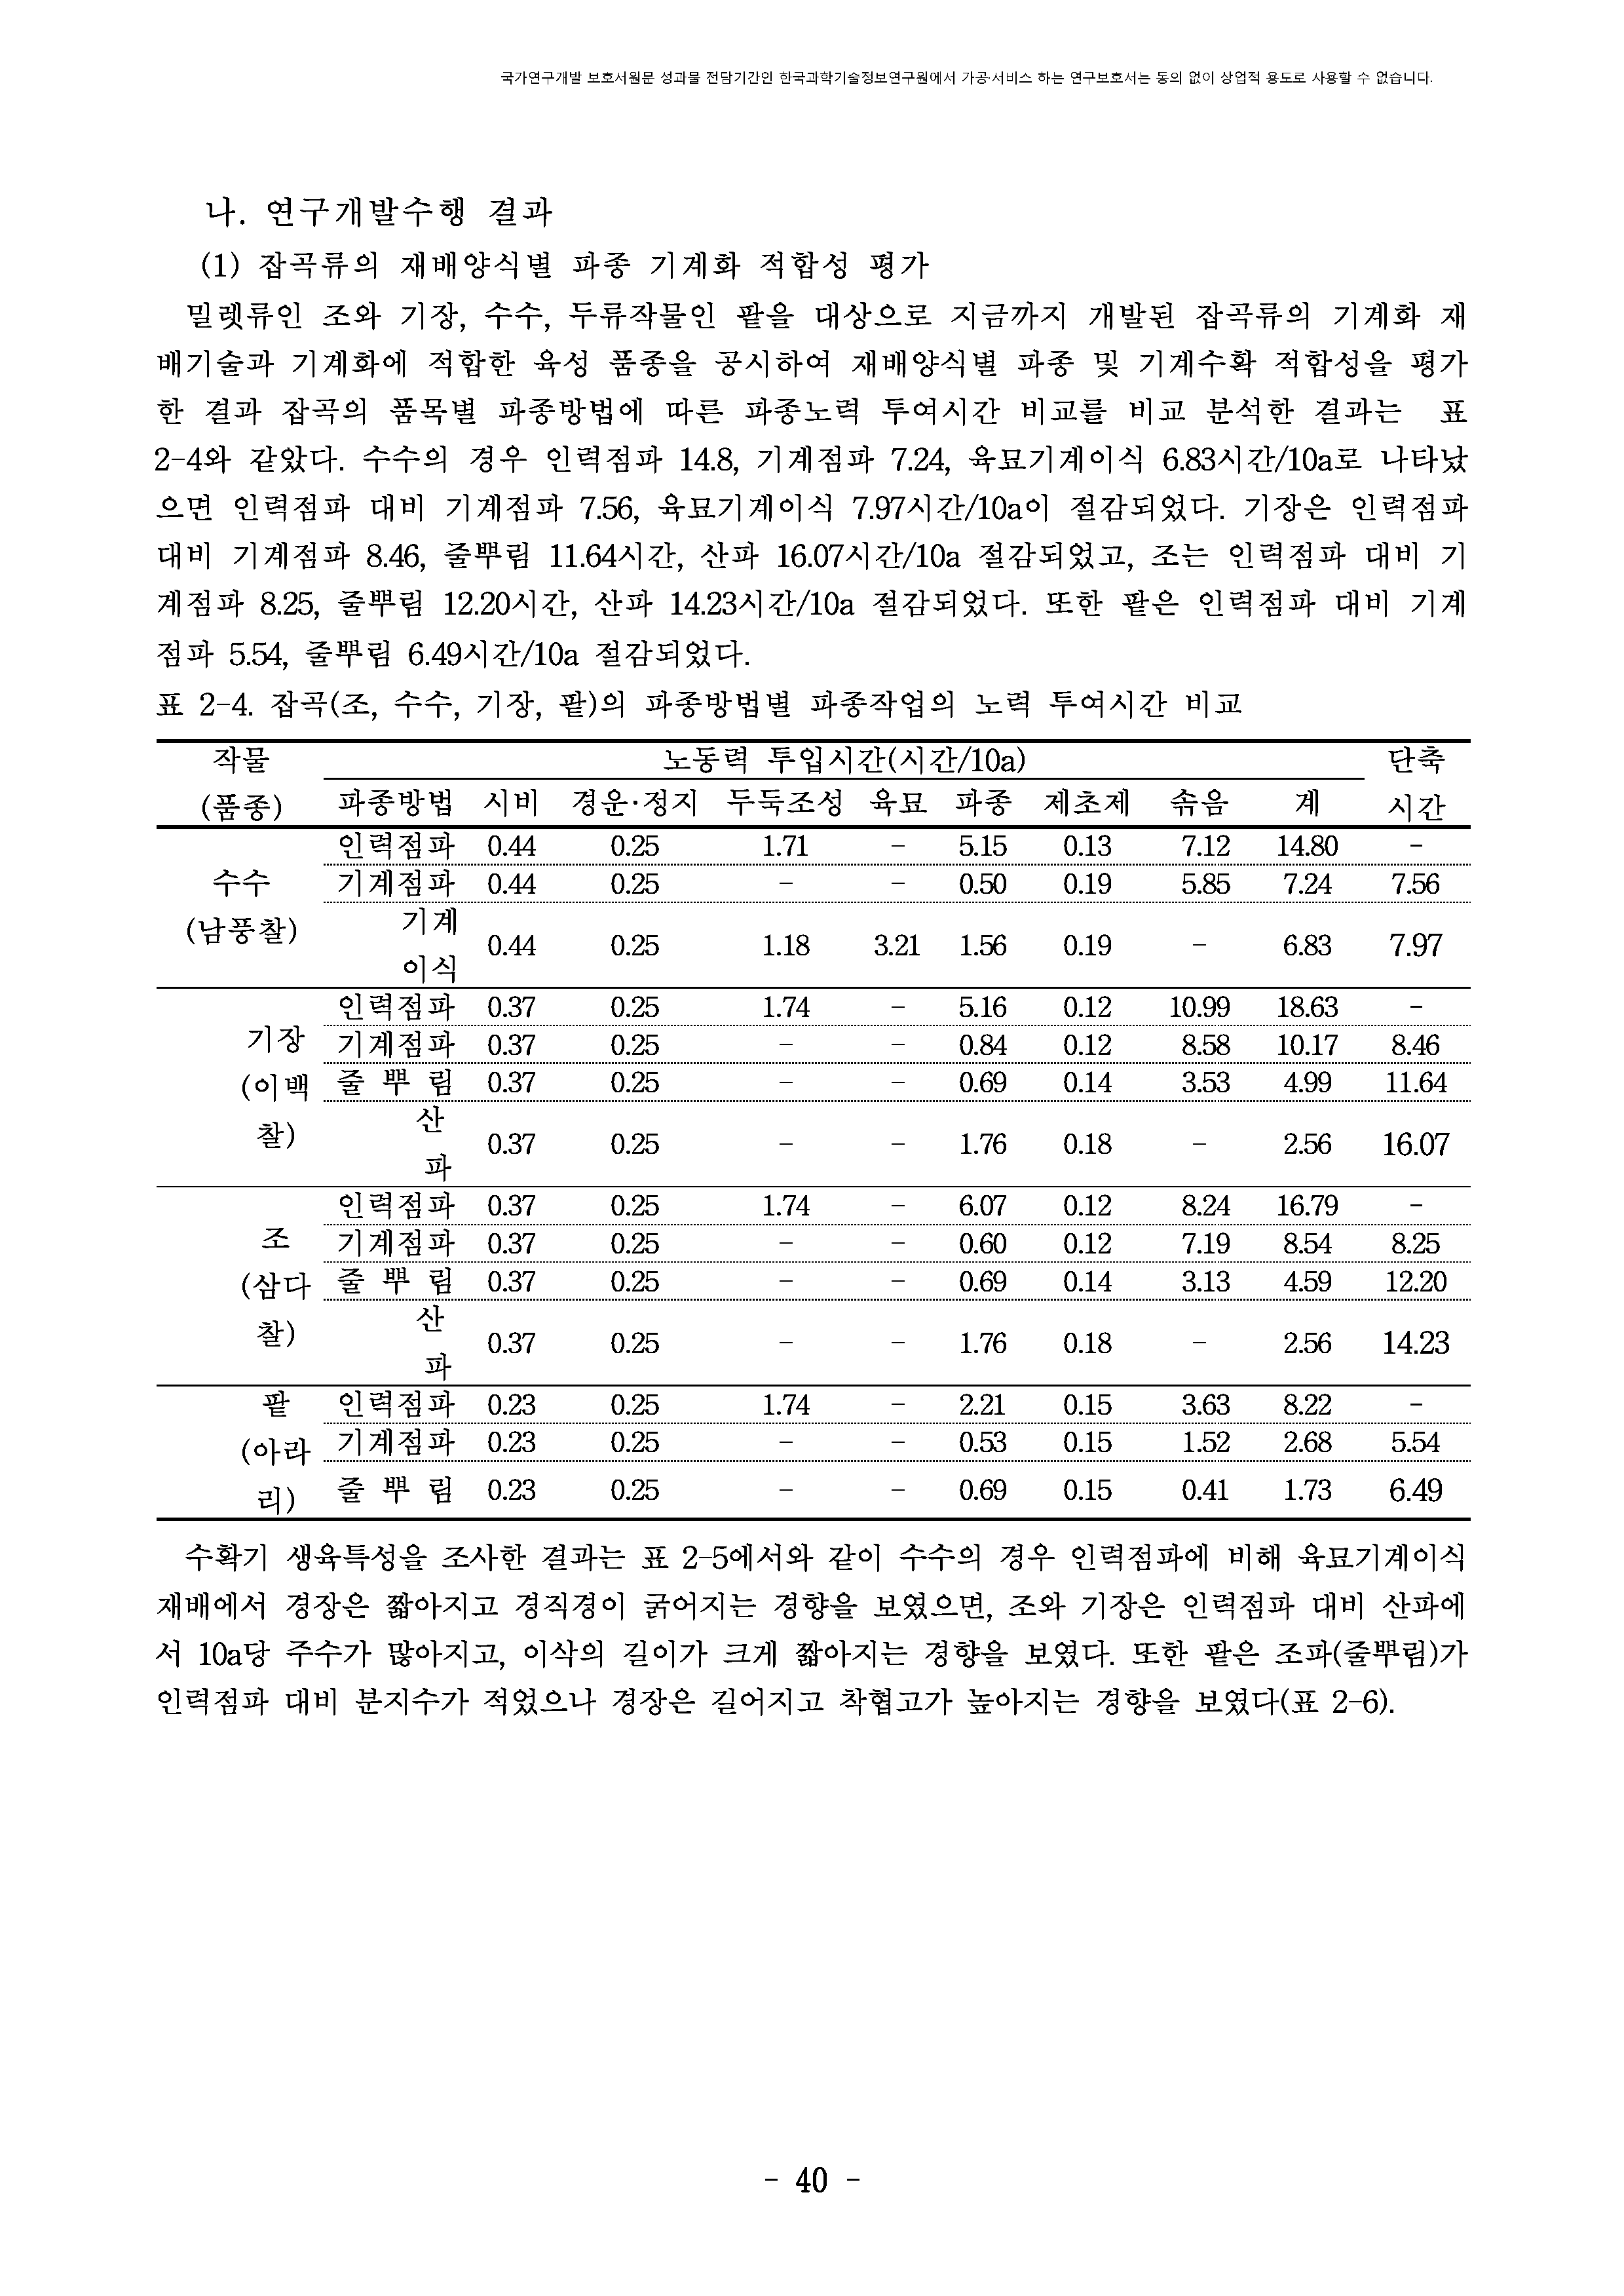 국가연구개발 보호서원문 성과물 전담기간인 한국과학기술정보연구원에서 가공·서비스 하는 연구보호서는 동의 없이 상업적 용도로 사용할 수 없습니다.
나. 연구개발수행 결과
(1) 잡곡류의 재배양식별 파종 기계화 적합성 평가
밀렛류인 조와 기장, 수수, 두류작물인 팥을 대상으로 지금까지 개발된 잡곡류의 기계화 재
배기술과 기계화에 적합한 육성 품종을 공시하여 재배양식별 파종 및 기계수확 적합성을 평가
한 결과 잡곡의 품목별 파종방법에 따른 파종노력 투여시간 비교를 비교 분석한 결과는 표
2-4와 같았다. 수수의 경우 인력점파 14.8, 기계점파 7.24, 육묘기계이식 6.83시간/10a로 나타났
으면 인력점파 대비 기계점파 7.56, 육묘기계이식 7.97시간/10a이 절감되었다. 기장은 인력점파
대비 기계점파 8.46, 줄뿌림 11.64시간, 산파 16.07시간/10a 절감되었고, 조는 인력점파 대비 기
계점파 8.25, 줄뿌림 12.20시간, 산파 14.23시간/10a 절감되었다. 또한 팥은 인력점파 대비 기계
점파 5.54, 줄뿌림 6.49시간/10a 절감되었다.
표 2-4. 잡곡(조, 수수, 기장, 팥)의 파종방법별 파종작업의 노력 투여시간 비교
작물 노동력 투입시간(시간/10a) 단축
(품종) 파종방법 시비 경운·정지 두둑조성 육묘 파종 제초제 솎음 계 시간
인력점파 0.44 0.25 1.71 - 5.15 0.13 7.12 14.80 -
수수 기계점파 0.44 0.25 - - 0.50 0.19 5.85 7.24 7.56
(남풍찰) 기계
이식 0.44 0.25 1.18 3.21 1.56 0.19 - 6.83 7.97
인력점파 0.37 0.25 1.74 - 5.16 0.12 10.99 18.63 -
기장 기계점파 0.37 0.25 - - 0.84 0.12 8.58 10.17 8.46
(이백 줄 뿌 림 0.37 0.25 - - 0.69 0.14 3.53 4.99 11.64
찰) 산
파 0.37 0.25 - - 1.76 0.18 - 2.56 16.07
인력점파 0.37 0.25 1.74 - 6.07 0.12 8.24 16.79 -
조 기계점파 0.37 0.25 - - 0.60 0.12 7.19 8.54 8.25
(삼다 줄 뿌 림 0.37 0.25 - - 0.69 0.14 3.13 4.59 12.20
찰) 산
파 0.37 0.25 - - 1.76 0.18 - 2.56 14.23
팥 인력점파 0.23 0.25 1.74 - 2.21 0.15 3.63 8.22 -
(아라 기계점파 0.23 0.25 - - 0.53 0.15 1.52 2.68 5.54
리) 줄 뿌 림 0.23 0.25 - - 0.69 0.15 0.41 1.73 6.49
수확기 생육특성을 조사한 결과는 표 2-5에서와 같이 수수의 경우 인력점파에 비해 육묘기계이식
재배에서 경장은 짧아지고 경직경이 굵어지는 경향을 보였으면, 조와 기장은 인력점파 대비 산파에
서 10a당 주수가 많아지고, 이삭의 길이가 크게 짧아지는 경향을 보였다. 또한 팥은 조파(줄뿌림)가
인력점파 대비 분지수가 적었으나 경장은 길어지고 착협고가 높아지는 경향을 보였다(표 2-6).
- 40 -